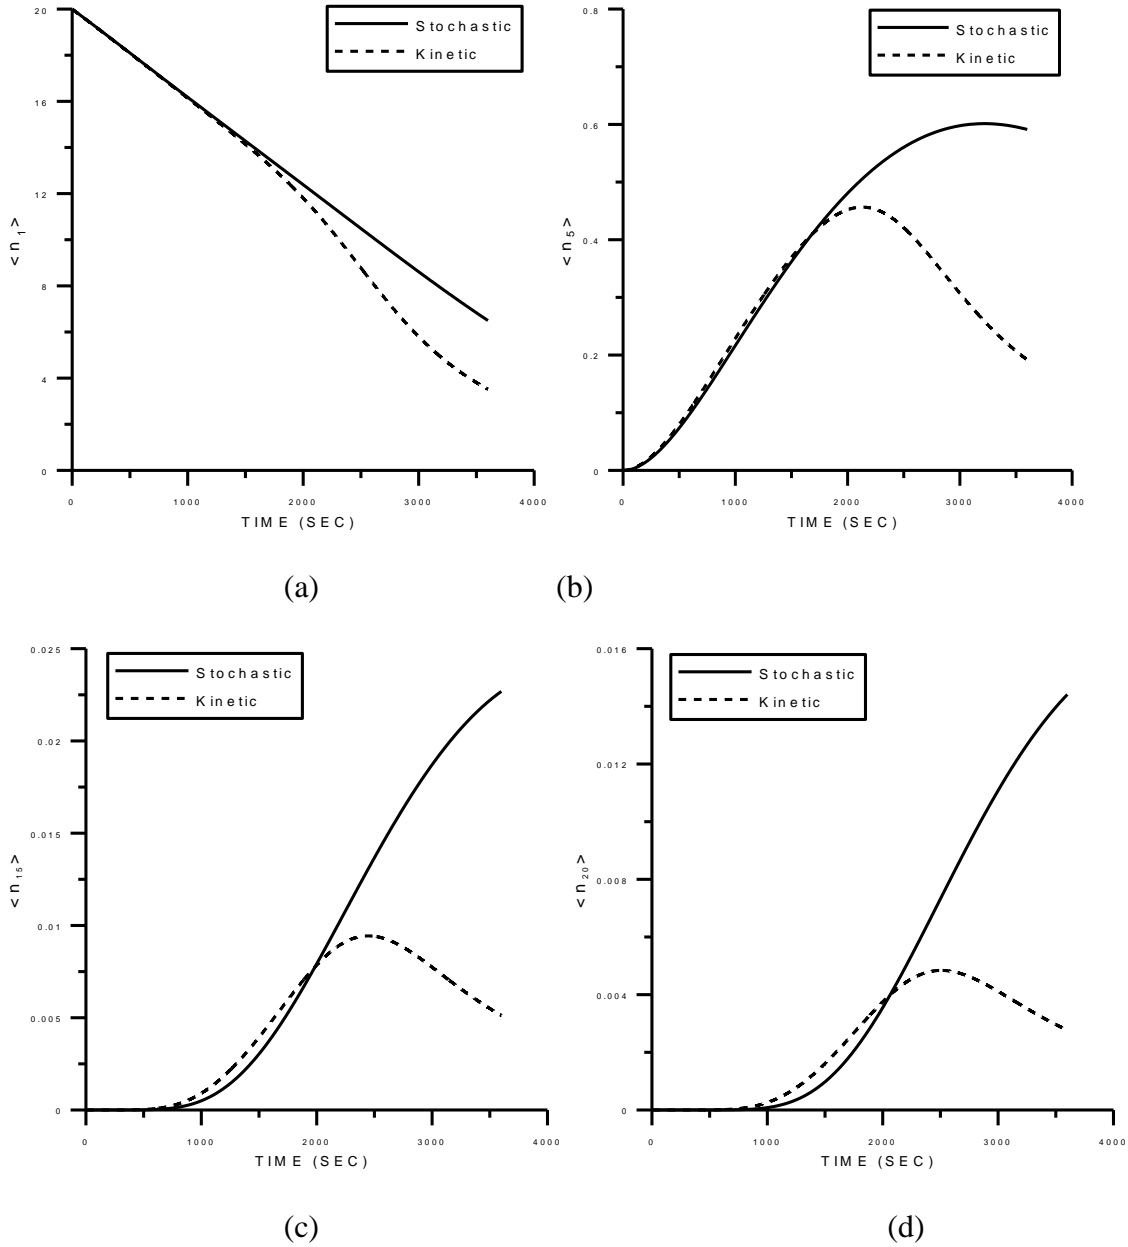 20
16
12
8
4
0
<n1>
Stochastic
Kinetic
0 1000 2000 3000 4000
TIME (SEC)
(a)
0.8
0.6
0.4
0.2
0
<n5>
Stochastic
Kinetic
0 1000 2000 3000 4000
TIME (SEC)
(b)
0.025
0.02
0.015
0.01
0.005
0
<n15>
Stochastic
Kinetic
0 1000 2000 3000 4000
TIME (SEC)
(c)
0.016
0.012
0.008
0.004
0
<n20>
Stochastic
Kinetic
0 1000 2000 3000 4000
TIME (SEC)
(d)